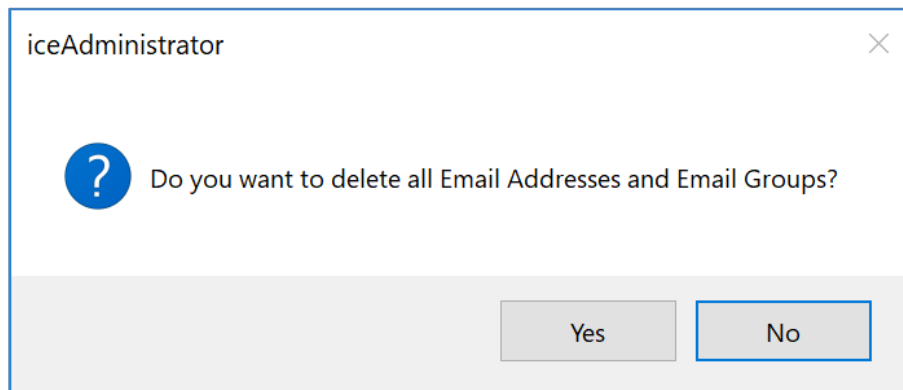 iceAdministrator
?
Do you want to delete all Email Addresses and Email Groups?
Yes
No